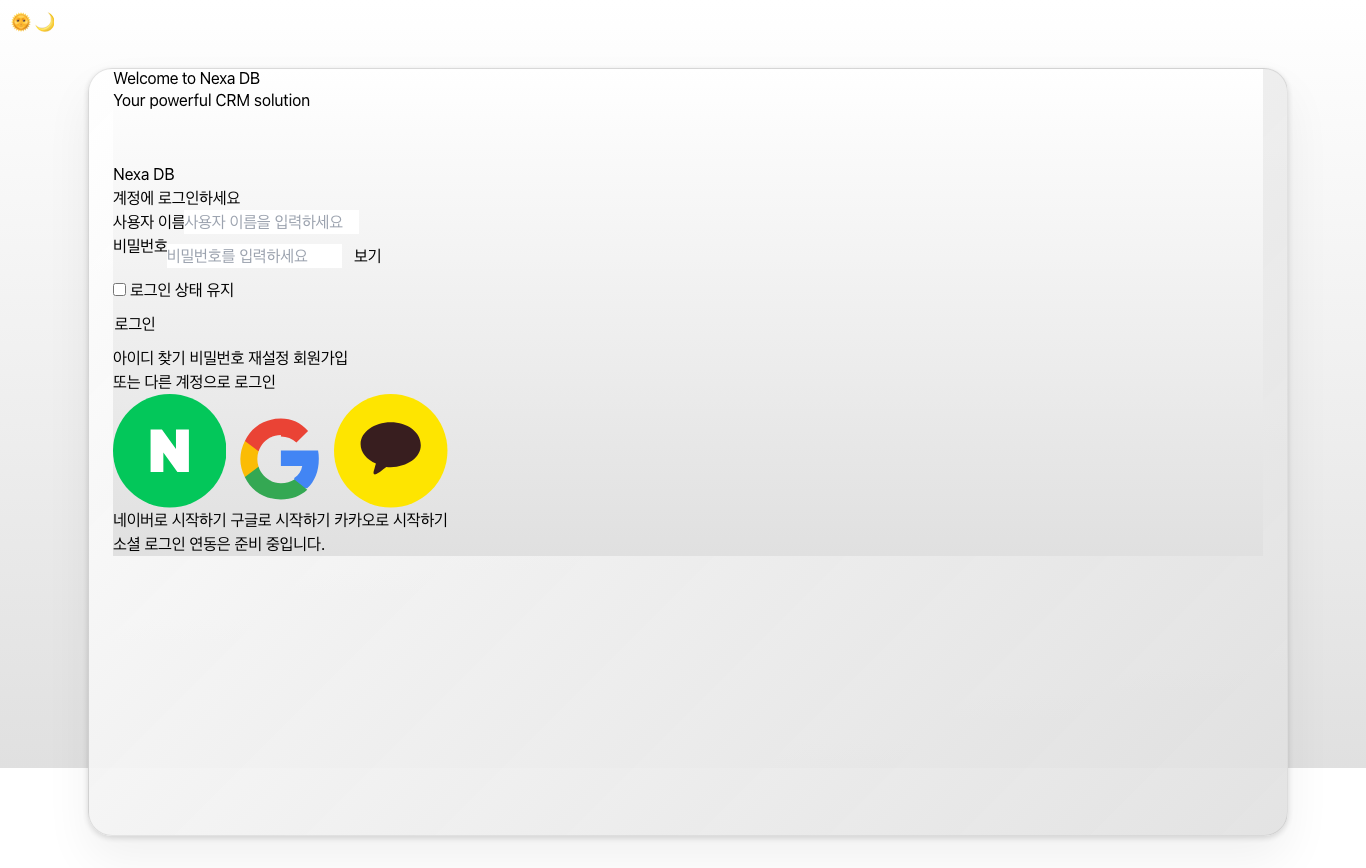 Welcome to Nexa DB
Your powerful CRM solution
Nexa DB
계정에 로그인하세요
사용자 이름 사용자 이름을 입력하세요
비밀번호 비밀번호를 입력하세요 보기
로그인 상태 유지
로그인
아이디 찾기 비밀번호 재설정 회원가입
또는 다른 계정으로 로그인
N G
네이버로 시작하기 구글로 시작하기 카카오로 시작하기
소셜 로그인 연동은 준비 중입니다.